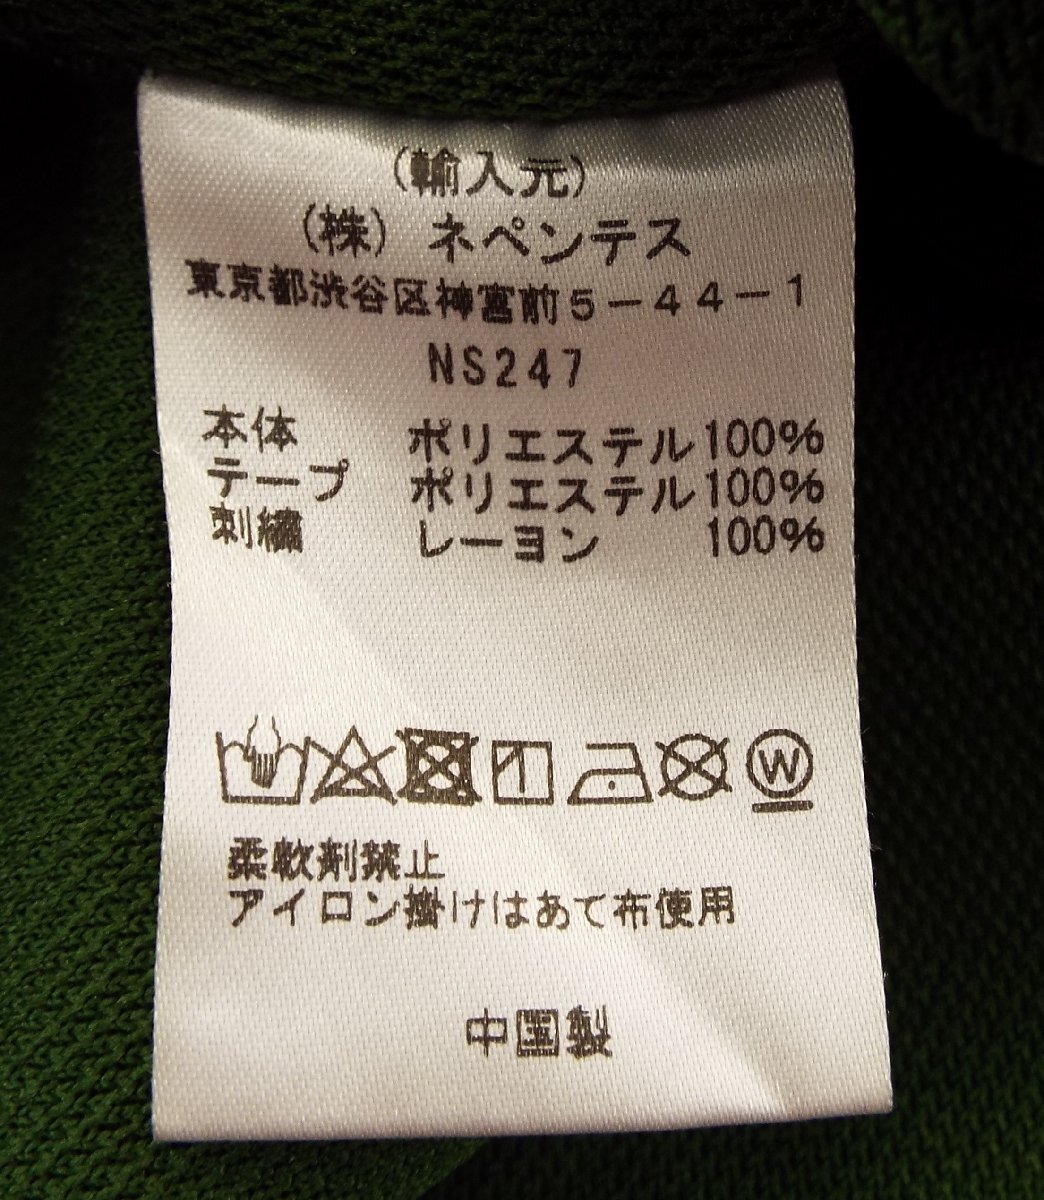 (輸入元)
(株) ネペンテス
東京都渋谷区神宮前5-44-1
NS247
本体 ポリエステル100%
テープ ポリエステル100%
刺繍 レーヨン 100%
W
柔軟剤禁止
アイロン掛けはあて布使用
中国製